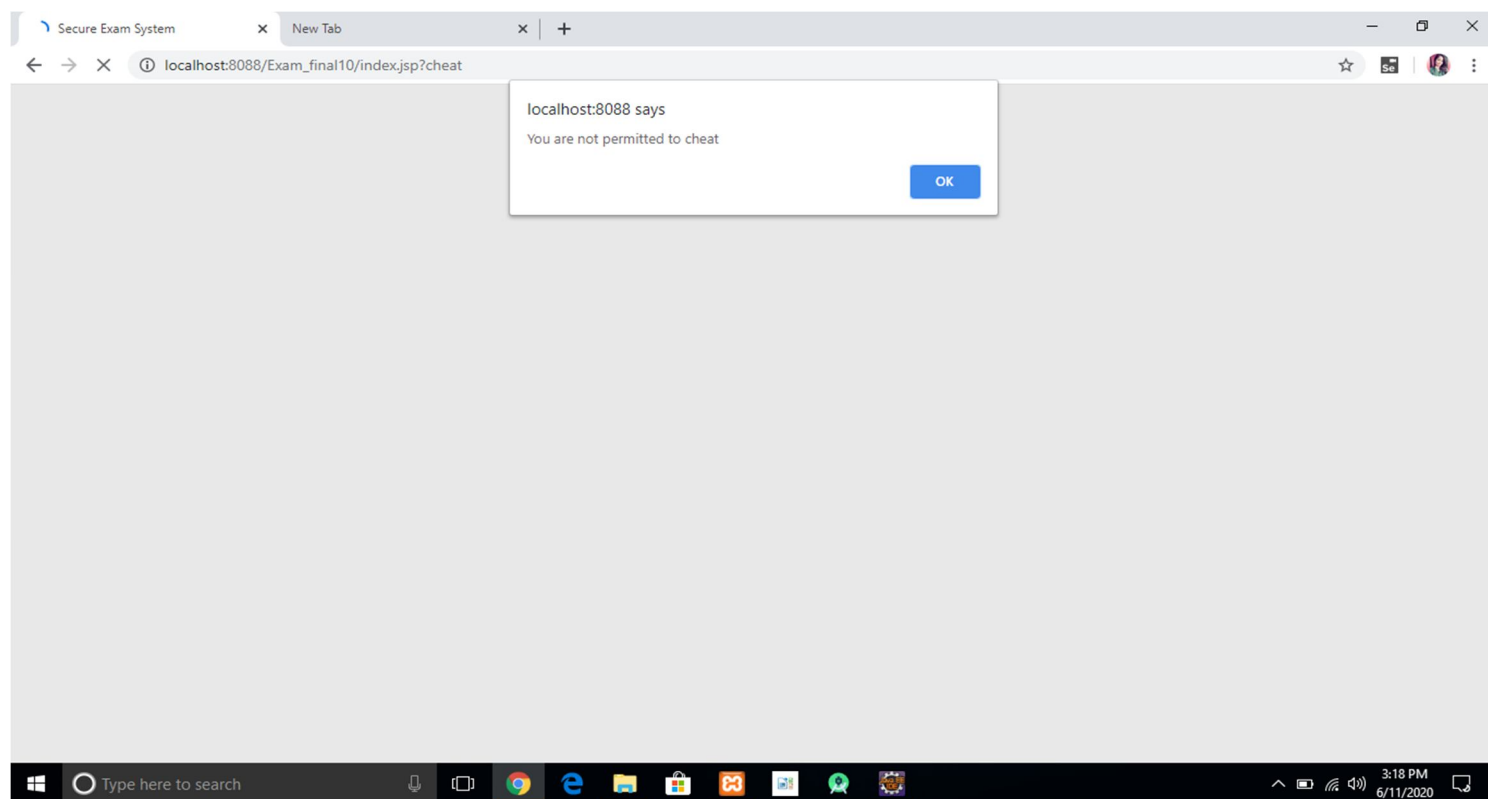 Secure Exam System
New Tab
localhost:8088/Exam_final10/index.jsp?cheat
Se
localhost:8088 says
You are not permitted to cheat
OK
Type here to search
3:18 PM
6/11/2020